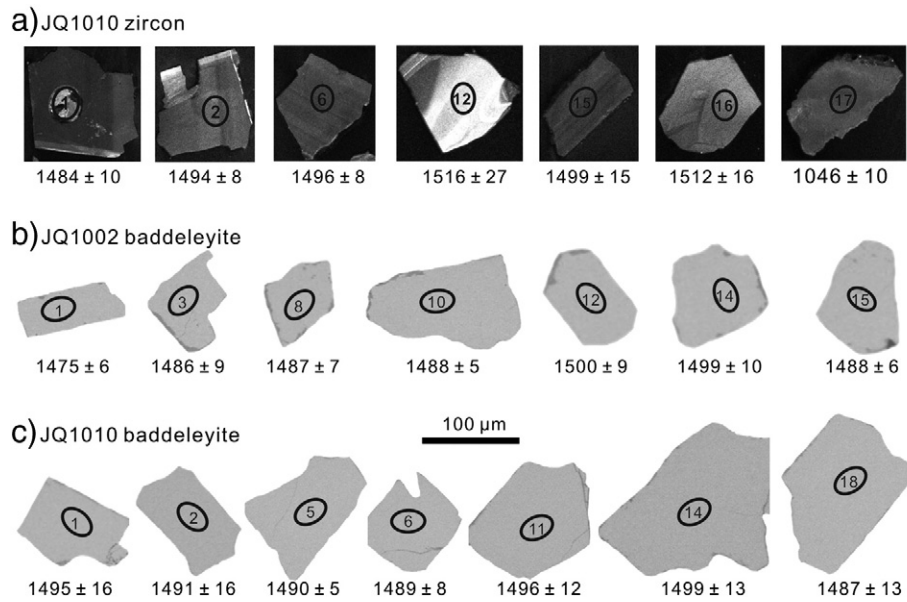 a) JQ1010 zircon
1 2 6 12 15 16 17
1484 ± 10 1494 ± 8 1496 ± 8 1516 ± 27 1499 ± 15 1512 ± 16 1046 ± 10
b) JQ1002 baddeleyite
1 3 8 10 12 14 15
1475 ± 6 1486 ± 9 1487 ± 7 1488 ± 5 1500 ± 9 1499 ± 10 1488 ± 6
c) JQ1010 baddeleyite 100 µm
1 2 5 6 11 14 18
1495 ± 16 1491 ± 16 1490 ± 5 1489 ± 8 1496 ± 12 1499 ± 13 1487 ± 13